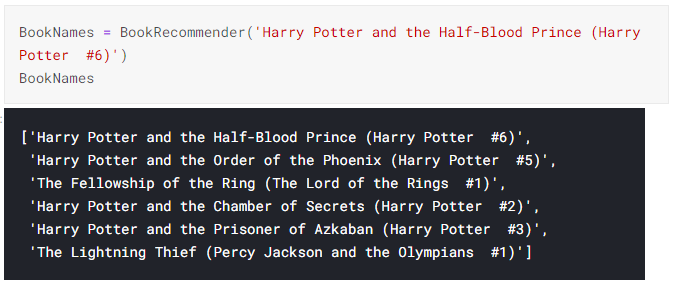 BookNames = BookRecommender('Harry Potter and the Half-Blood Prince (Harry
Potter  #6)')
BookNames
['Harry Potter and the Half-Blood Prince (Harry Potter  #6)',
'Harry Potter and the Order of the Phoenix (Harry Potter  #5)',
'The Fellowship of the Ring (The Lord of the Rings  #1)',
'Harry Potter and the Chamber of Secrets (Harry Potter  #2)',
'Harry Potter and the Prisoner of Azkaban (Harry Potter  #3)',
'The Lightning Thief (Percy Jackson and the Olympians  #1)']